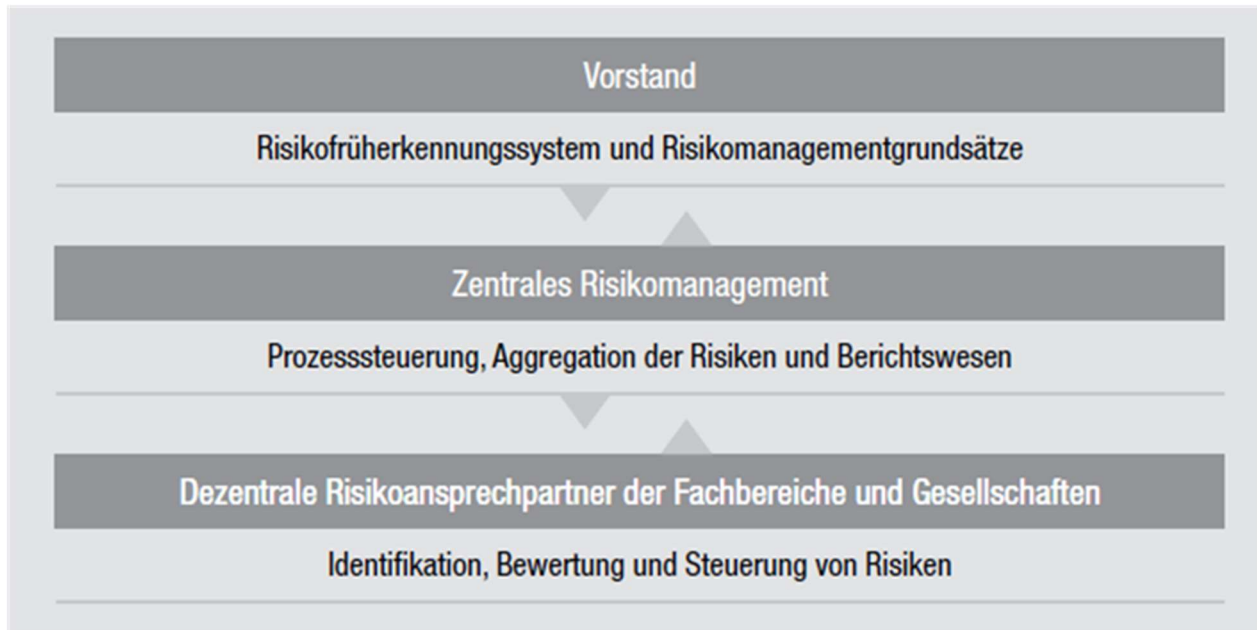 Vorstand
Risikofrüherkennungssystem und Risikomanagementgrundsätze
Zentrales Risikomanagement
Prozesssteuerung, Aggregation der Risiken und Berichtswesen
Dezentrale Risikoansprechpartner der Fachbereiche und Gesellschaften
Identifikation, Bewertung und Steuerung von Risiken